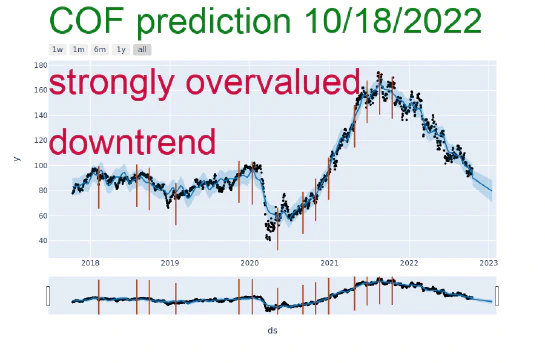 COF prediction 10/18/2022
1w 1m 6m 1y all
180
strongly overvalued
160
140
downtrend
120
y
100
80
60
40
2018 2019 2020 2021 2022 2023
ds